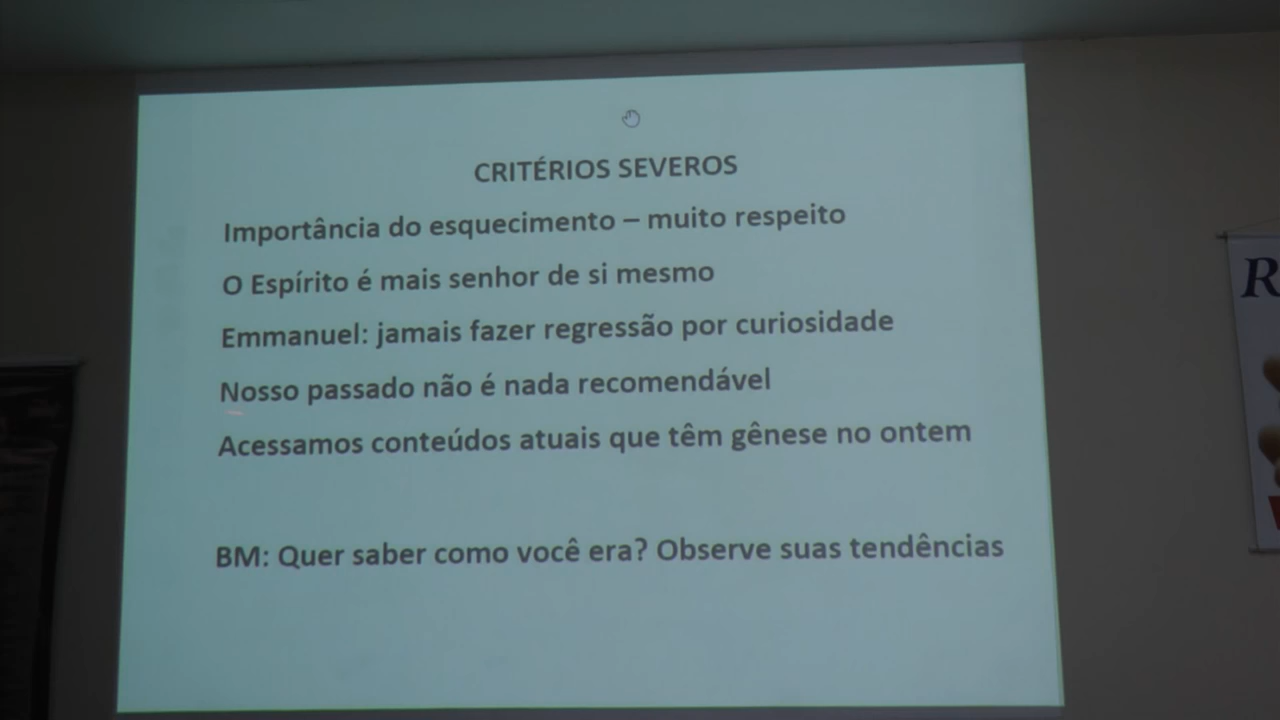 CRITÉRIOS SEVEROS
Importância do esquecimento – muito respeito
O Espírito é mais senhor de si mesmo
Emmanuel: jamais fazer regressão por curiosidade
Nosso passado não é nada recomendável
Acessamos conteúdos atuais que têm gênese no ontem
BM: Quer saber como você era? Observe suas tendências
R